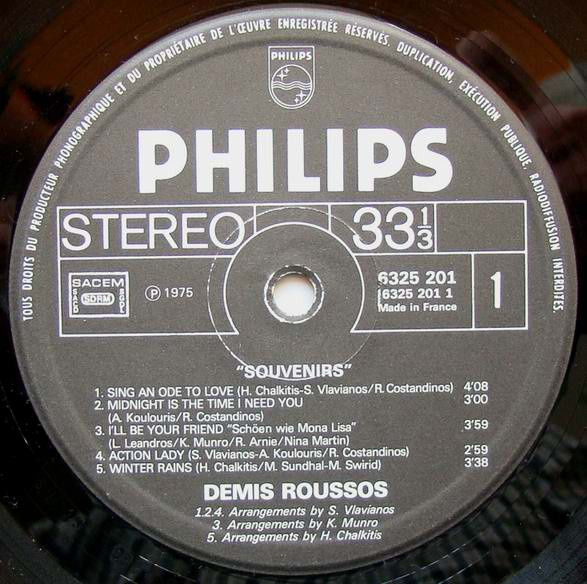 TOUS DROITS DU PRODUCTEUR PHONOGRAPHIQUE ET DU PROPRIÉTAIRE DE L'ŒUVRE ENREGISTRÉE RÉSERVÉS. DUPLICATION, EXÉCUTION PUBLIQUE, RADIODIFFUSION INTERDITES.
PHILIPS
PHILIPS
STEREO 33 1/3
SACEM
SACD SDRM SGDL
℗ 1975
6325 201
(6325 201 1
Made in France
1
"SOUVENIRS"
1. SING AN ODE TO LOVE (H. Chalkitis-S. Vlavianos/R. Costandinos) 4'08
2. MIDNIGHT IS THE TIME I NEED YOU 3'00
(A. Koulouris/R. Costandinos)
3. I'LL BE YOUR FRIEND "Schöen wie Mona Lisa" 3'59
(L. Leandros/K. Munro/R. Arnie/Nina Martin)
4. ACTION LADY (S. Vlavianos-A. Koulouris/R. Costandinos) 2'59
5. WINTER RAINS (H. Chalkitis/M. Sundhal-M. Swirid) 3'38
DEMIS ROUSSOS
1.2.4. Arrangements by S. Vlavianos
3. Arrangements by K. Munro
5. Arrangements by H. Chalkitis